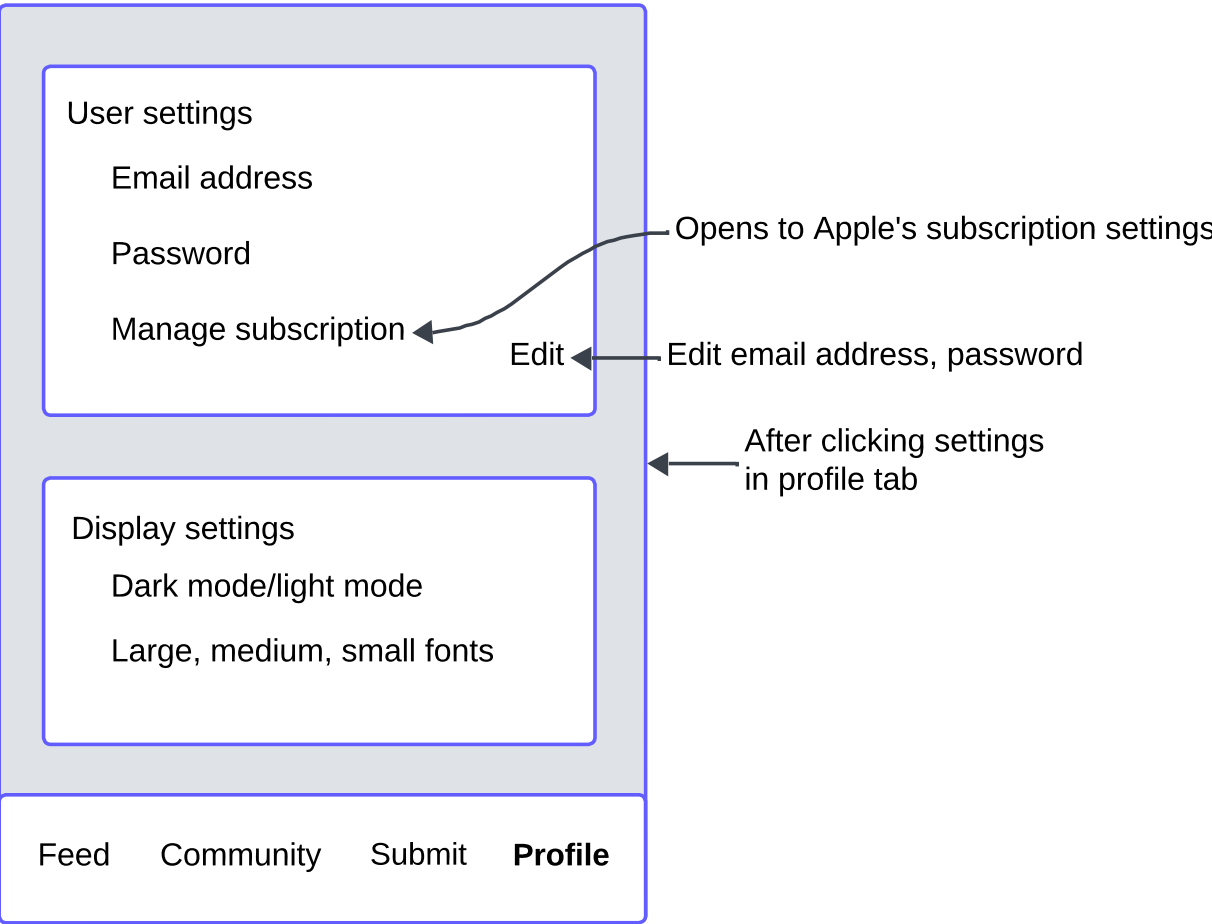 User settings
Email address
Password
Manage subscription
Edit
Opens to Apple's subscription settings
Edit email address, password
After clicking settings
in profile tab
Display settings
Dark mode/light mode
Large, medium, small fonts
Feed
Community
Submit
Profile